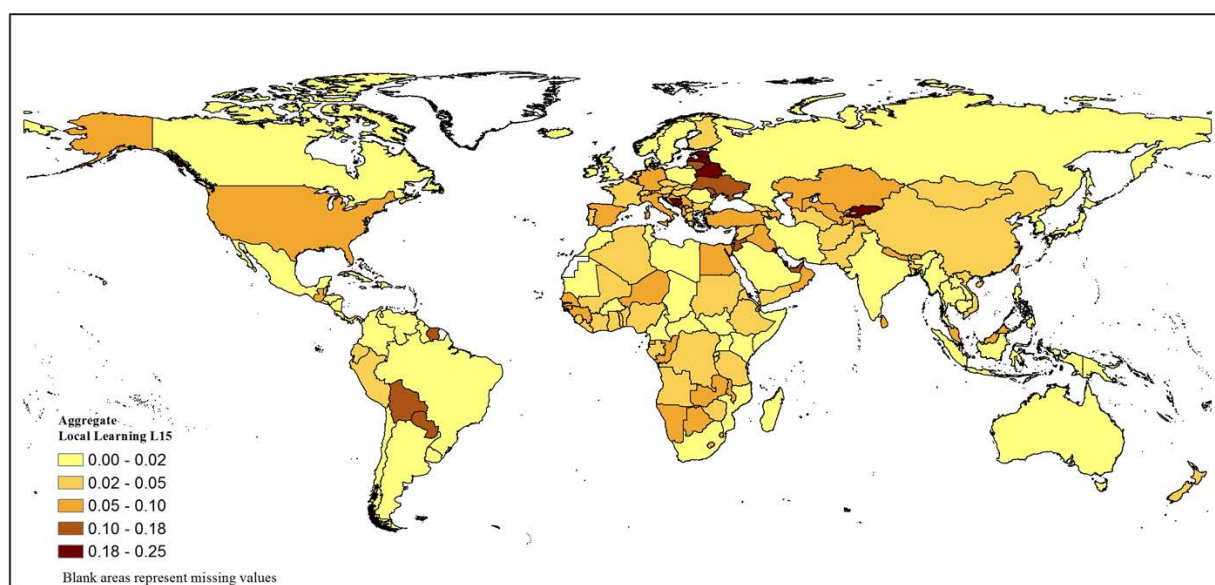 Aggregate
Local Learning L15
0.00 - 0.02
0.02 - 0.05
0.05 - 0.10
0.10 - 0.18
0.18 - 0.25
Blank areas represent missing values